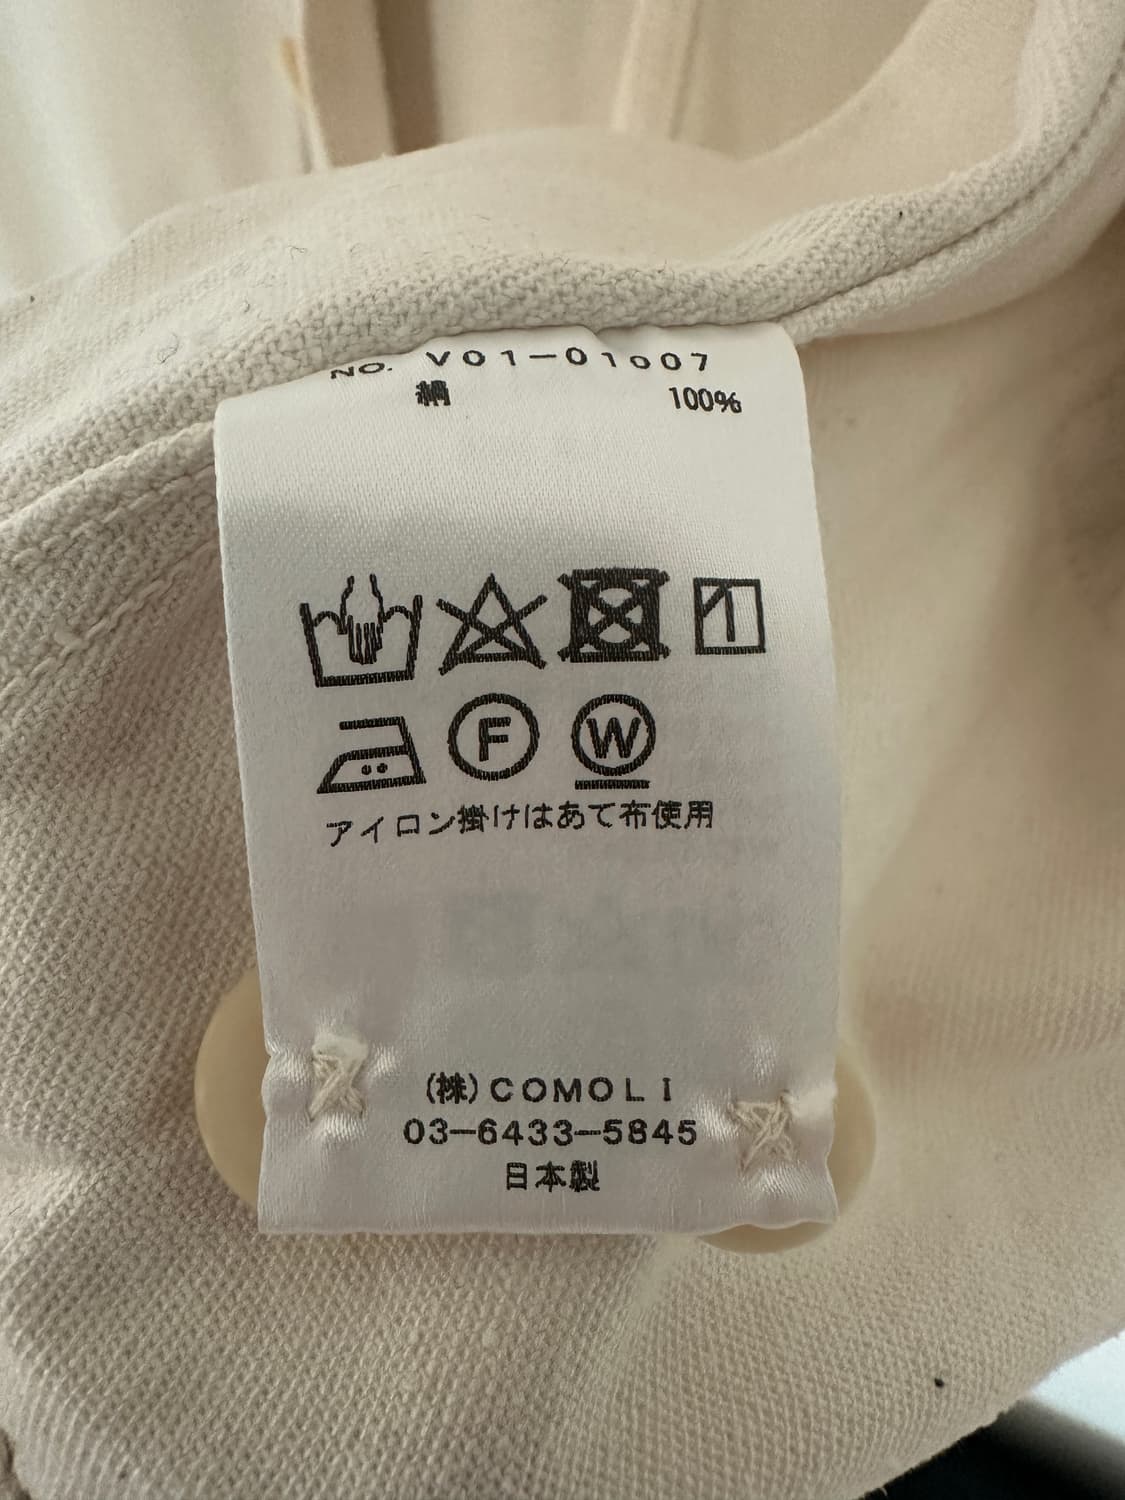 NO. V01-01007
綿 100%
F W
アイロン掛けはあて布使用
(株)COMOLI
03-6433-5845
日本製